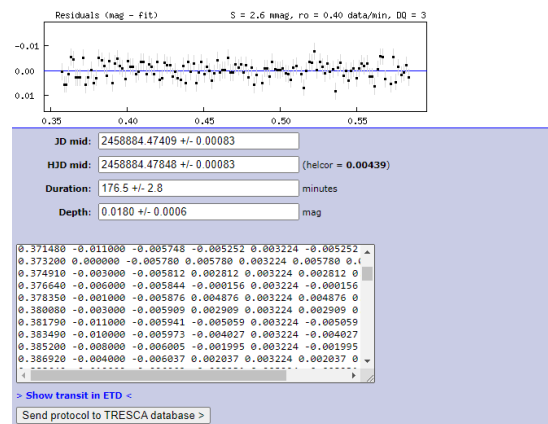 Residuals (mag - fit) S = 2.6 mmag, ro = 0.40 data/min, DQ = 3
-0.01
0.00
0.01
0.35 0.40 0.45 0.50 0.55
JD mid: 2458884.47409 +/- 0.00083
HJD mid: 2458884.47848 +/- 0.00083 (helcor = 0.00439)
Duration: 176.5 +/- 2.8 minutes
Depth: 0.0180 +/- 0.0006 mag
0.371480 -0.011000 -0.005748 -0.005252 0.003224 -0.005252
0.373200 0.000000 -0.005780 0.005780 0.003224 0.005780 0.
0.374910 -0.003000 -0.005812 0.002812 0.003224 0.002812 0
0.376640 -0.006000 -0.005844 -0.000156 0.003224 -0.000156
0.378350 -0.001000 -0.005876 0.004876 0.003224 0.004876 0
0.380080 -0.003000 -0.005909 0.002909 0.003224 0.002909 0
0.381790 -0.011000 -0.005941 -0.005059 0.003224 -0.005059
0.383490 -0.010000 -0.005973 -0.004027 0.003224 -0.004027
0.385200 -0.008000 -0.006005 -0.001995 0.003224 -0.001995
0.386920 -0.004000 -0.006037 0.002037 0.003224 0.002037 0
> Show transit in ETD <
Send protocol to TRESCA database >